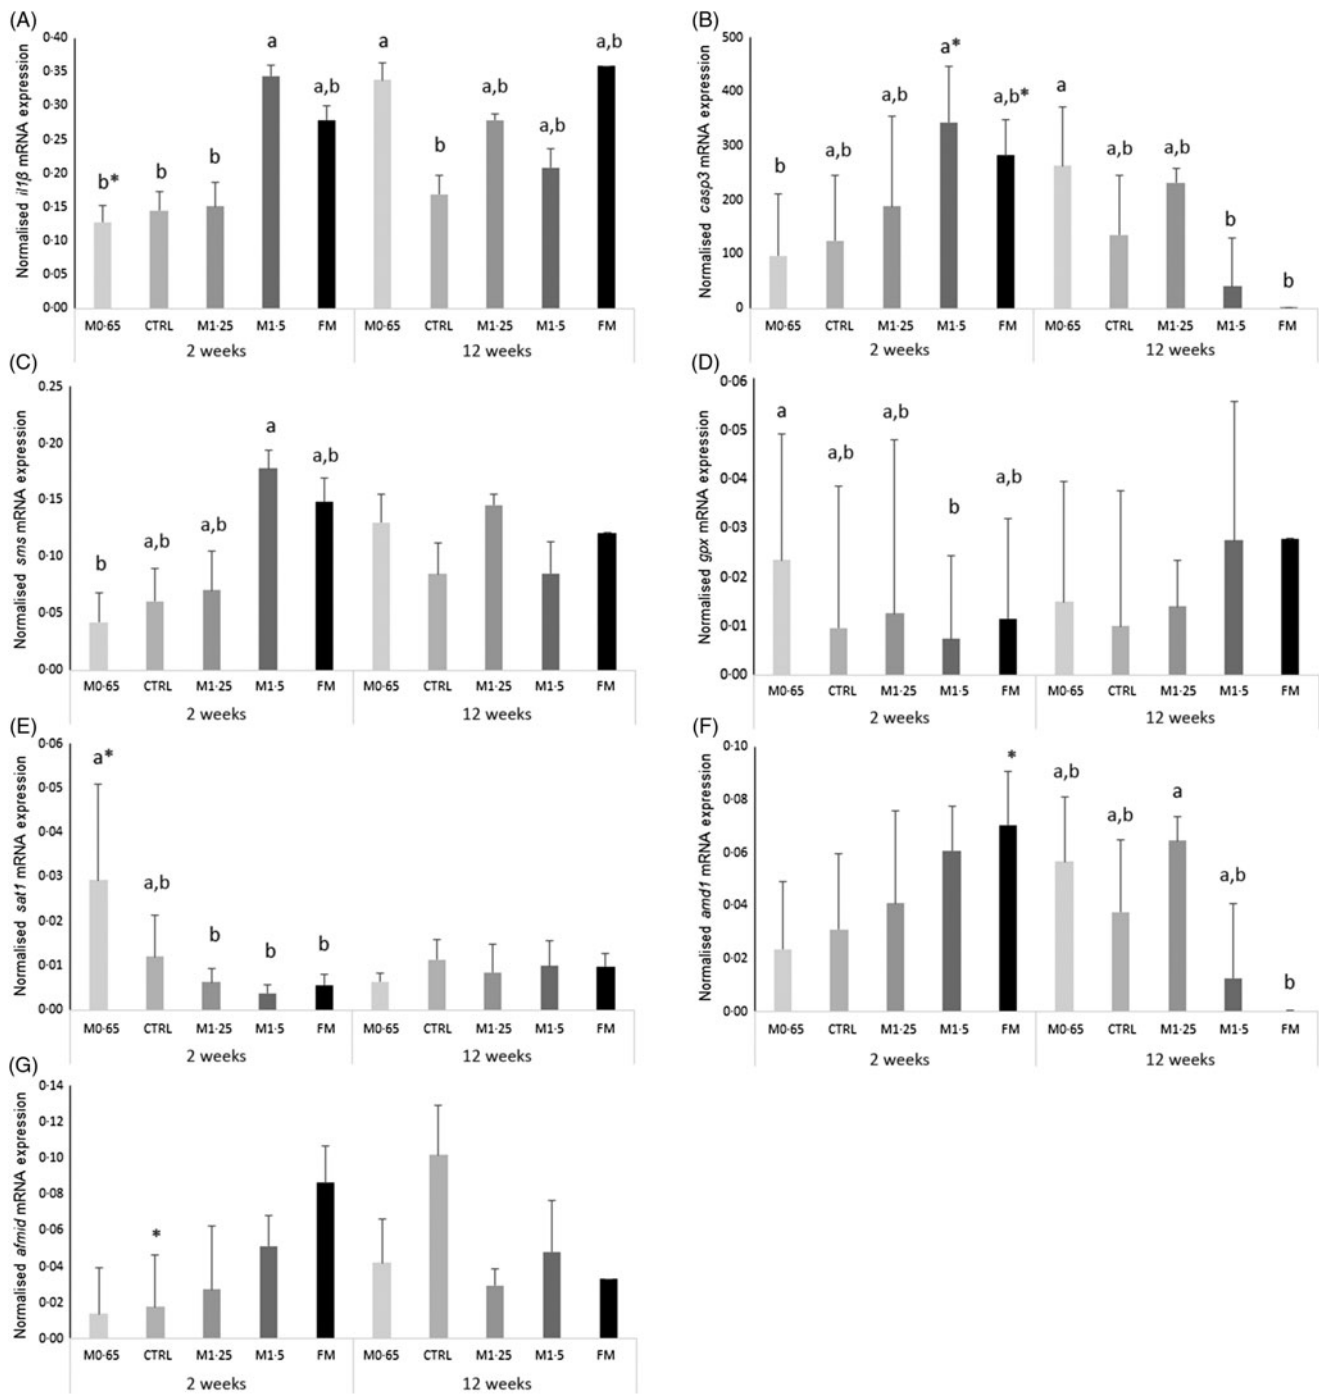 (A)
Normalised il1β mRNA expression
0·40
0·35
0·30
0·25
0·20
0·15
0·10
0·05
0·00
b*
b
b
a
a,b
a
b
a,b
a,b
a,b
M0·65 CTRL M1·25 M1·5 FM M0·65 CTRL M1·25 M1·5 FM
2 weeks 12 weeks
(B)
Normalised casp3 mRNA expression
500
400
300
200
100
0
b
a,b
a,b
a*
a,b*
a
a,b
a,b
b
b
M0·65 CTRL M1·25 M1·5 FM M0·65 CTRL M1·25 M1·5 FM
2 weeks 12 weeks
(C)
Normalised sms mRNA expression
0·25
0·20
0·15
0·10
0·05
0·00
b
a,b
a,b
a
a,b
M0·65 CTRL M1·25 M1·5 FM M0·65 CTRL M1·25 M1·5 FM
2 weeks 12 weeks
(D)
Normalised gpx mRNA expression
0·06
0·05
0·04
0·03
0·02
0·01
0·00
a
a,b
a,b
b
a,b
M0·65 CTRL M1·25 M1·5 FM M0·65 CTRL M1·25 M1·5 FM
2 weeks 12 weeks
(E)
Normalised sat1 mRNA expression
0·06
0·05
0·04
0·03
0·02
0·01
0·00
a*
a,b
b
b
b
M0·65 CTRL M1·25 M1·5 FM M0·65 CTRL M1·25 M1·5 FM
2 weeks 12 weeks
(F)
Normalised amd1 mRNA expression
0·10
0·08
0·06
0·04
0·02
0·00
*
a,b
a,b
a
a,b
b
M0·65 CTRL M1·25 M1·5 FM M0·65 CTRL M1·25 M1·5 FM
2 weeks 12 weeks
(G)
Normalised afmid mRNA expression
0·14
0·12
0·10
0·08
0·06
0·04
0·02
0·00
*
M0·65 CTRL M1·25 M1·5 FM M0·65 CTRL M1·25 M1·5 FM
2 weeks 12 weeks